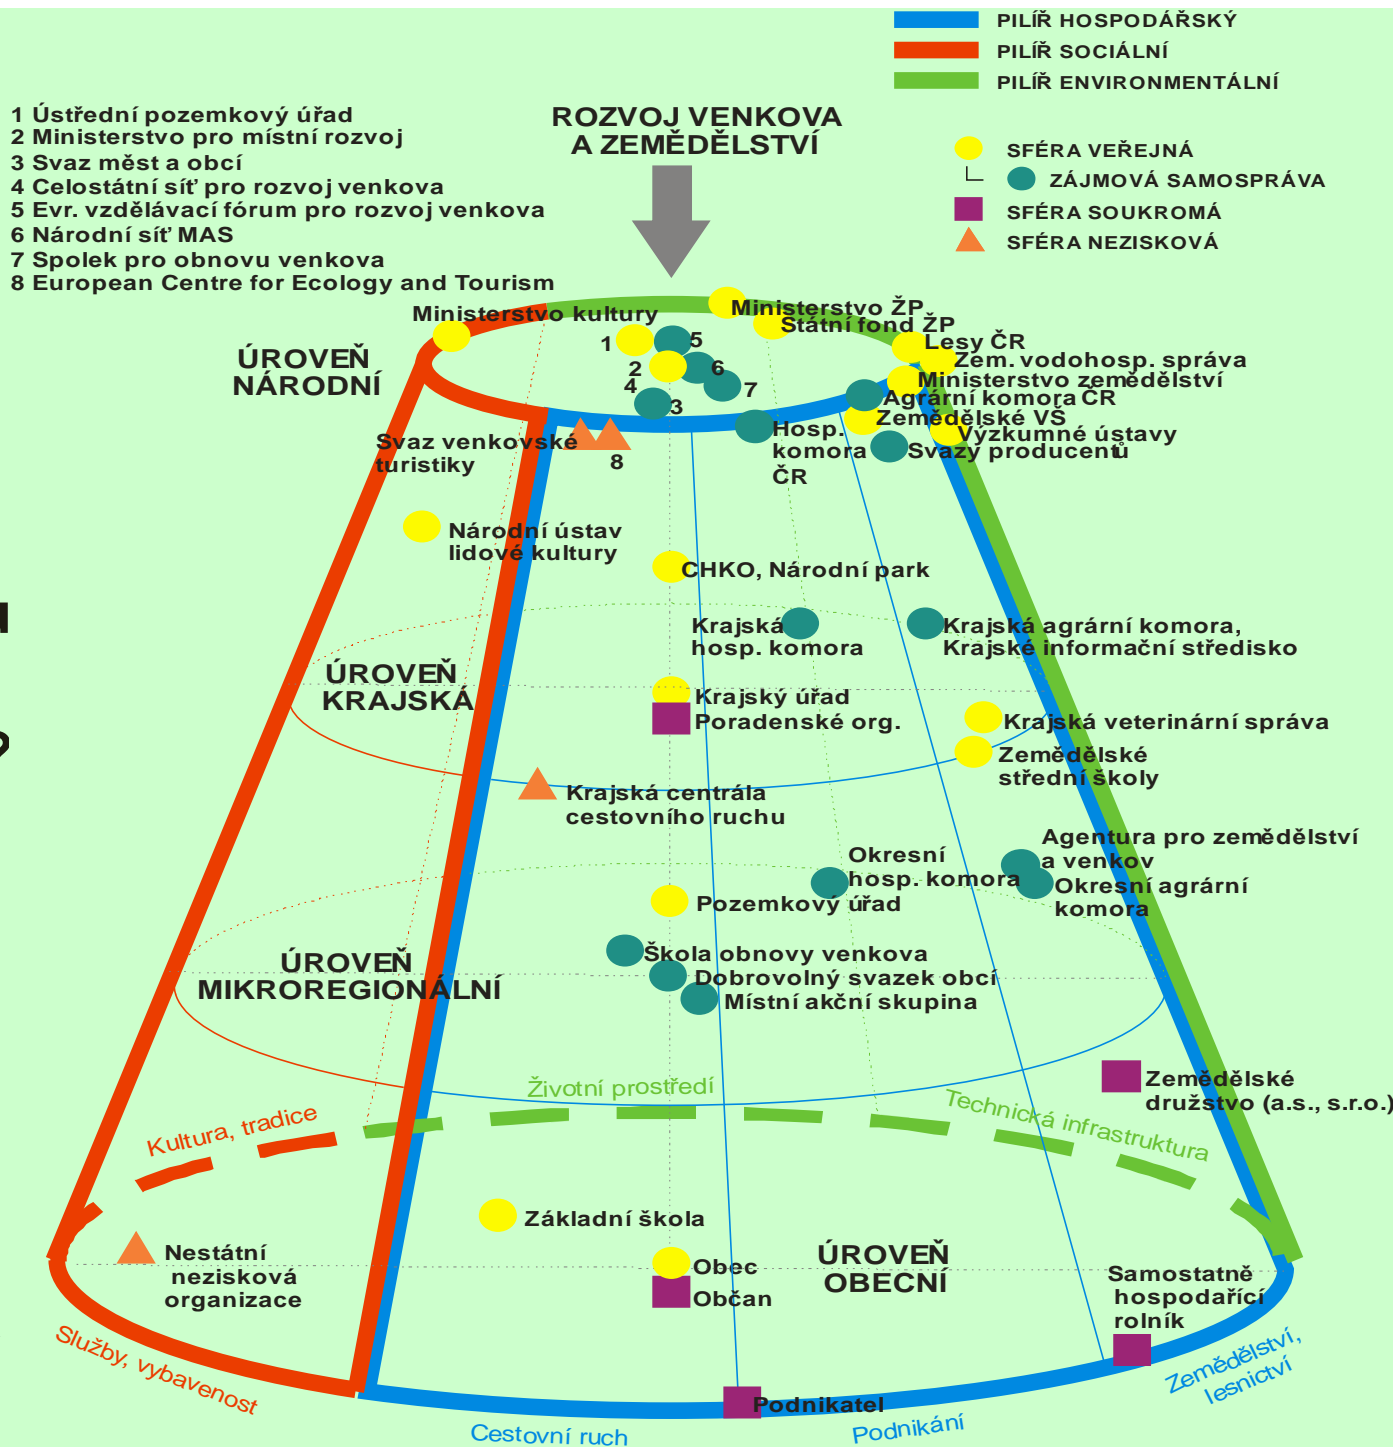 PILÍŘ HOSPODÁŘSKÝ
PILÍŘ SOCIÁLNÍ
PILÍŘ ENVIRONMENTÁLNÍ
1 Ústřední pozemkový úřad
2 Ministerstvo pro místní rozvoj
3 Svaz měst a obcí
4 Celostátní síť pro rozvoj venkova
5 Evr. vzdělávací fórum pro rozvoj venkova
6 Národní síť MAS
7 Spolek pro obnovu venkova
8 European Centre for Ecology and Tourism
ROZVOJ VENKOVA
A ZEMĚDĚLSTVÍ
SFÉRA VEŘEJNÁ
ZÁJMOVÁ SAMOSPRÁVA
SFÉRA SOUKROMÁ
SFÉRA NEZISKOVÁ
Ministerstvo kultury
Ministerstvo ŽP
Státní fond ŽP
Lesy ČR
Zem. vodohosp. správa
Ministerstvo zemědělství
Agrární komora ČR
Zemědělské VŠ
Výzkumné ústavy
Svazy producentů
1
5
2
6
4
7
3
ÚROVEŇ
NÁRODNÍ
Svaz venkovské
turistiky
8
Hosp.
komora
ČR
Národní ústav
lidové kultury
CHKO, Národní park
Krajská
hosp. komora
Krajská agrární komora,
Krajské informační středisko
ÚROVEŇ
KRAJSKÁ
Krajský úřad
Poradenské org.
Krajská veterinární správa
Zemědělské
střední školy
Krajská centrála
cestovního ruchu
Okresní
hosp. komora
Agentura pro zemědělství
a venkov
Okresní agrární
komora
Pozemkový úřad
ÚROVEŇ
MIKROREGIONÁLNÍ
Škola obnovy venkova
Dobrovolný svazek obcí
Místní akční skupina
Zemědělské
družstvo (a.s., s.r.o.)
Životní prostředí
Kultura, tradice
Technická infrastruktura
Základní škola
Nestátní
nezisková
organizace
Obec
Občan
ÚROVEŇ
OBECNÍ
Samostatně
hospodařící
rolník
Podnikatel
Služby, vybavenost
Cestovní ruch
Podnikání
Zemědělství,
lesnictví